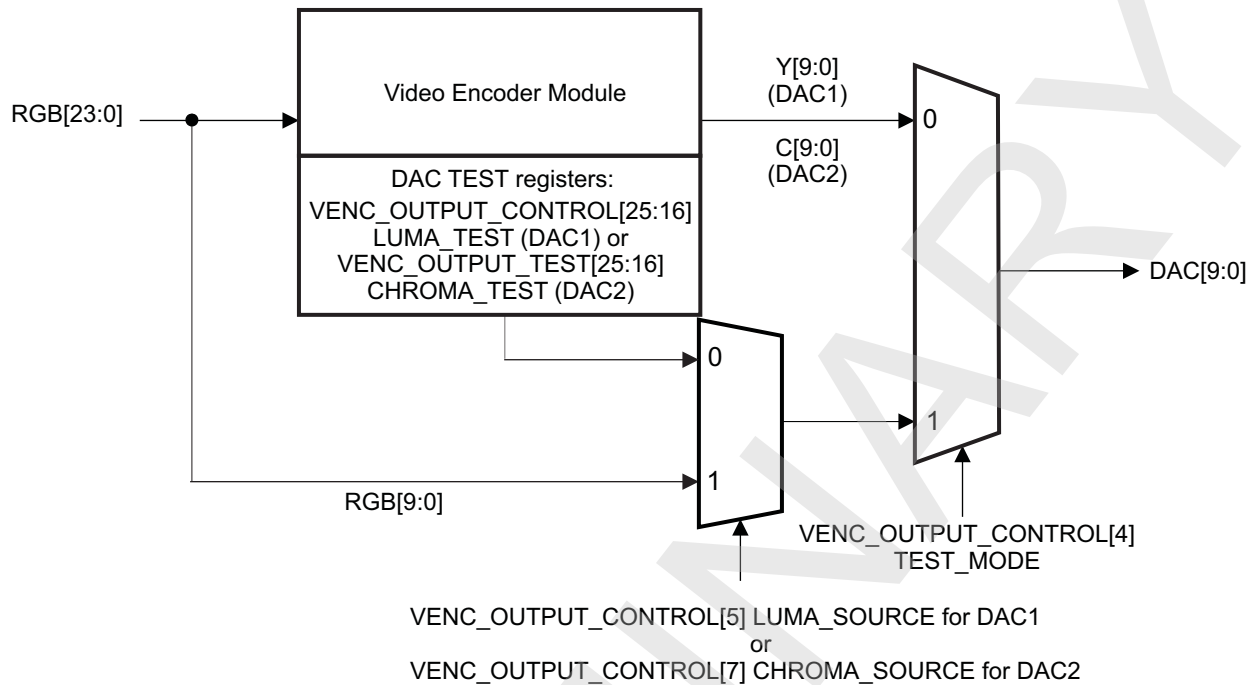 Video Encoder Module
RGB[23:0]
Y[9:0]
(DAC1)
C[9:0]
(DAC2)
0
DAC TEST registers:
VENC_OUTPUT_CONTROL[25:16]
LUMA_TEST (DAC1) or
VENC_OUTPUT_TEST[25:16]
CHROMA_TEST (DAC2)
DAC[9:0]
0
1
1
RGB[9:0]
VENC_OUTPUT_CONTROL[4]
TEST_MODE
VENC_OUTPUT_CONTROL[5] LUMA_SOURCE for DAC1
or
VENC_OUTPUT_CONTROL[7] CHROMA_SOURCE for DAC2